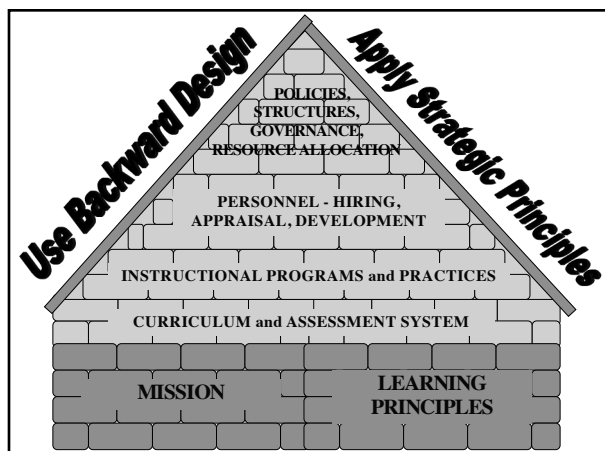 Use Backward Design
Apply Strategic Principles
POLICIES,
STRUCTURES,
GOVERNANCE,
RESOURCE ALLOCATION
PERSONNEL - HIRING,
APPRAISAL, DEVELOPMENT
INSTRUCTIONAL PROGRAMS and PRACTICES
CURRICULUM and ASSESSMENT SYSTEM
MISSION
LEARNING
PRINCIPLES